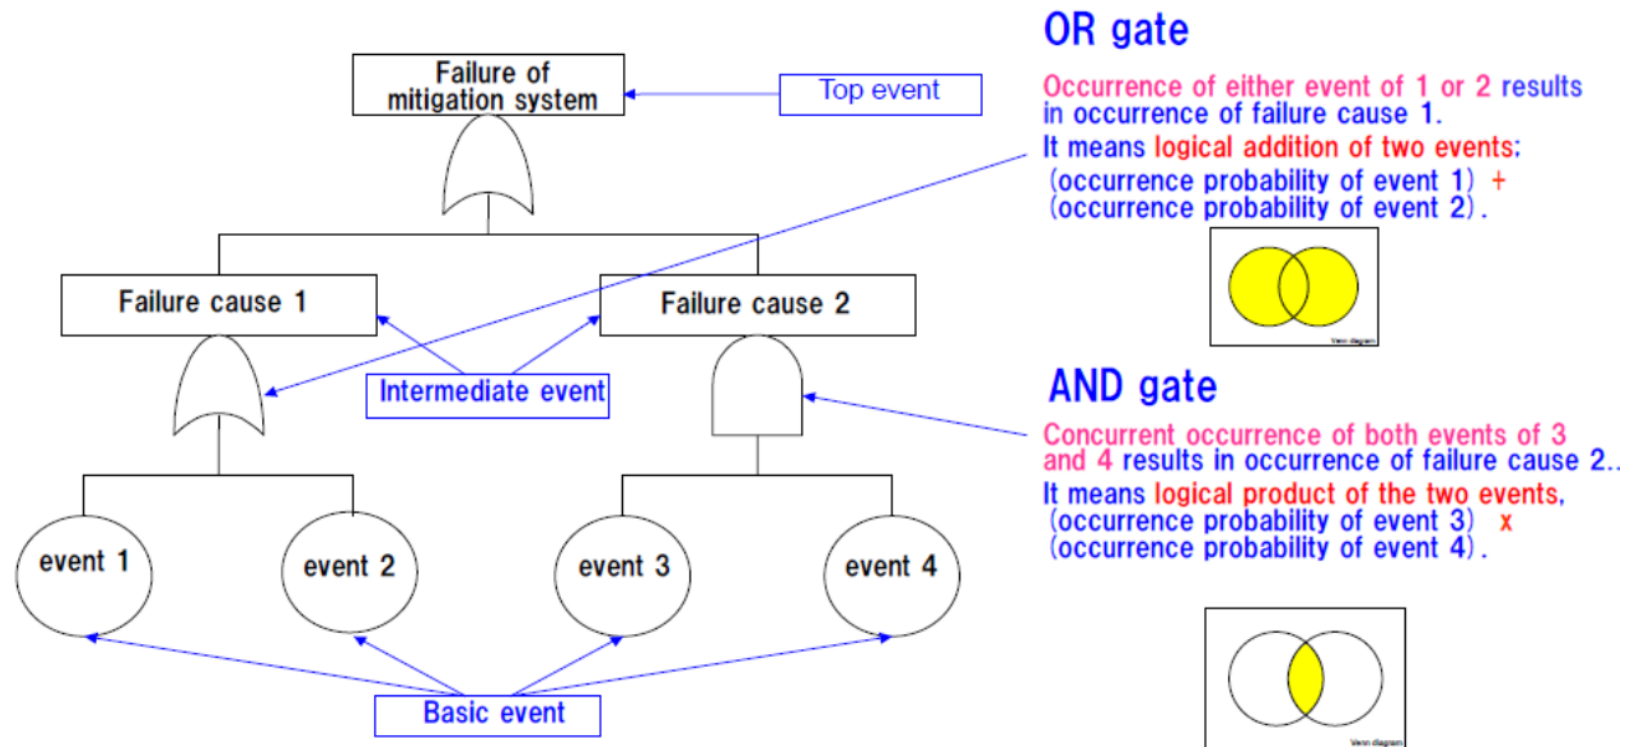 Failure of
mitigation system
Top event
Failure cause 1
Failure cause 2
Intermediate event
event 1
event 2
event 3
event 4
Basic event
OR gate
Occurrence of either event of 1 or 2 results
in occurrence of failure cause 1.
It means logical addition of two events;
(occurrence probability of event 1) +
(occurrence probability of event 2).
Venn diagram
AND gate
Concurrent occurrence of both events of 3
and 4 results in occurrence of failure cause 2..
It means logical product of the two events,
(occurrence probability of event 3) x
(occurrence probability of event 4).
Venn diagram